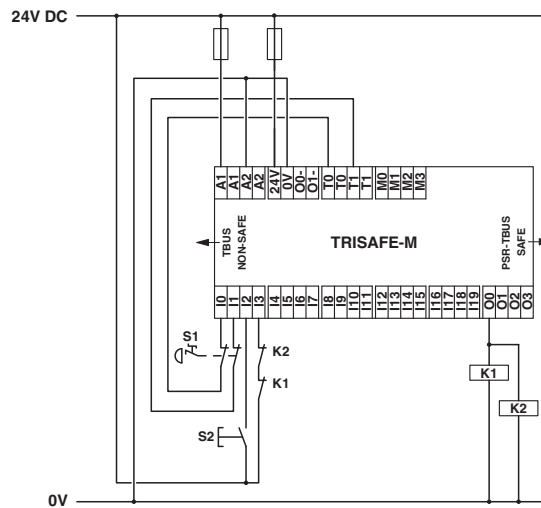 24V DC
A1 A1 A2 A2 24V 0V O0- O1- T0 T0 T1 T1 M0 M1 M2 M3
TBUS
NON-SAFE
TRISAFE-M
PSR-TBUS
SAFE
I0 I1 I2 I3 I4 I5 I6 I7 I8 I9 I10 I11 I12 I13 I14 I15 I16 I17 I18 I19 O0 O1 O2 O3
S1
K2
K1
K1
K2
S2
0V